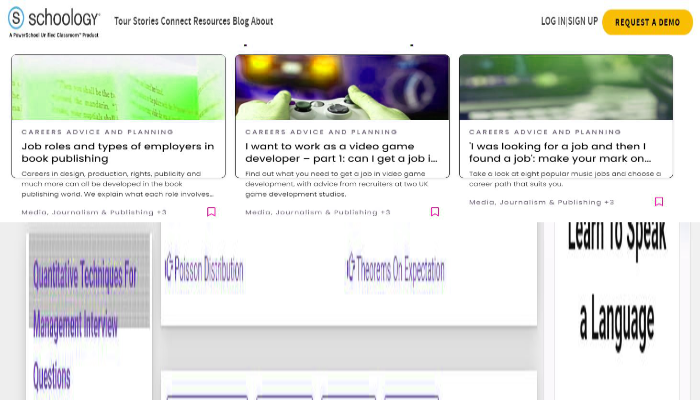 schoology®
A PowerSchool Unified Classroom™ Product
Tour Stories Connect Resources Blog About
LOG IN|SIGN UP
REQUEST A DEMO
CAREERS ADVICE AND PLANNING
Job roles and types of employers in
book publishing
Careers in design, production, rights, publicity and
much more can all be developed in the book
publishing world. We explain what each role involves...
Media, Journalism & Publishing +3
CAREERS ADVICE AND PLANNING
I want to work as a video game
developer – part 1: can I get a job i...
Find out what you need to get a job in video game
development, with advice from recruiters at two UK
game development studios.
Media, Journalism & Publishing +3
CAREERS ADVICE AND PLANNING
'I was looking for a job and then I
found a job': make your mark on...
Take a look at eight popular music jobs and choose a
career path that suits you.
Media, Journalism & Publishing +3
Quantitative Techniques For
Management Interview
Questions
Poisson Distribution
Theorems On Expectation
Learn To Speak
a Language